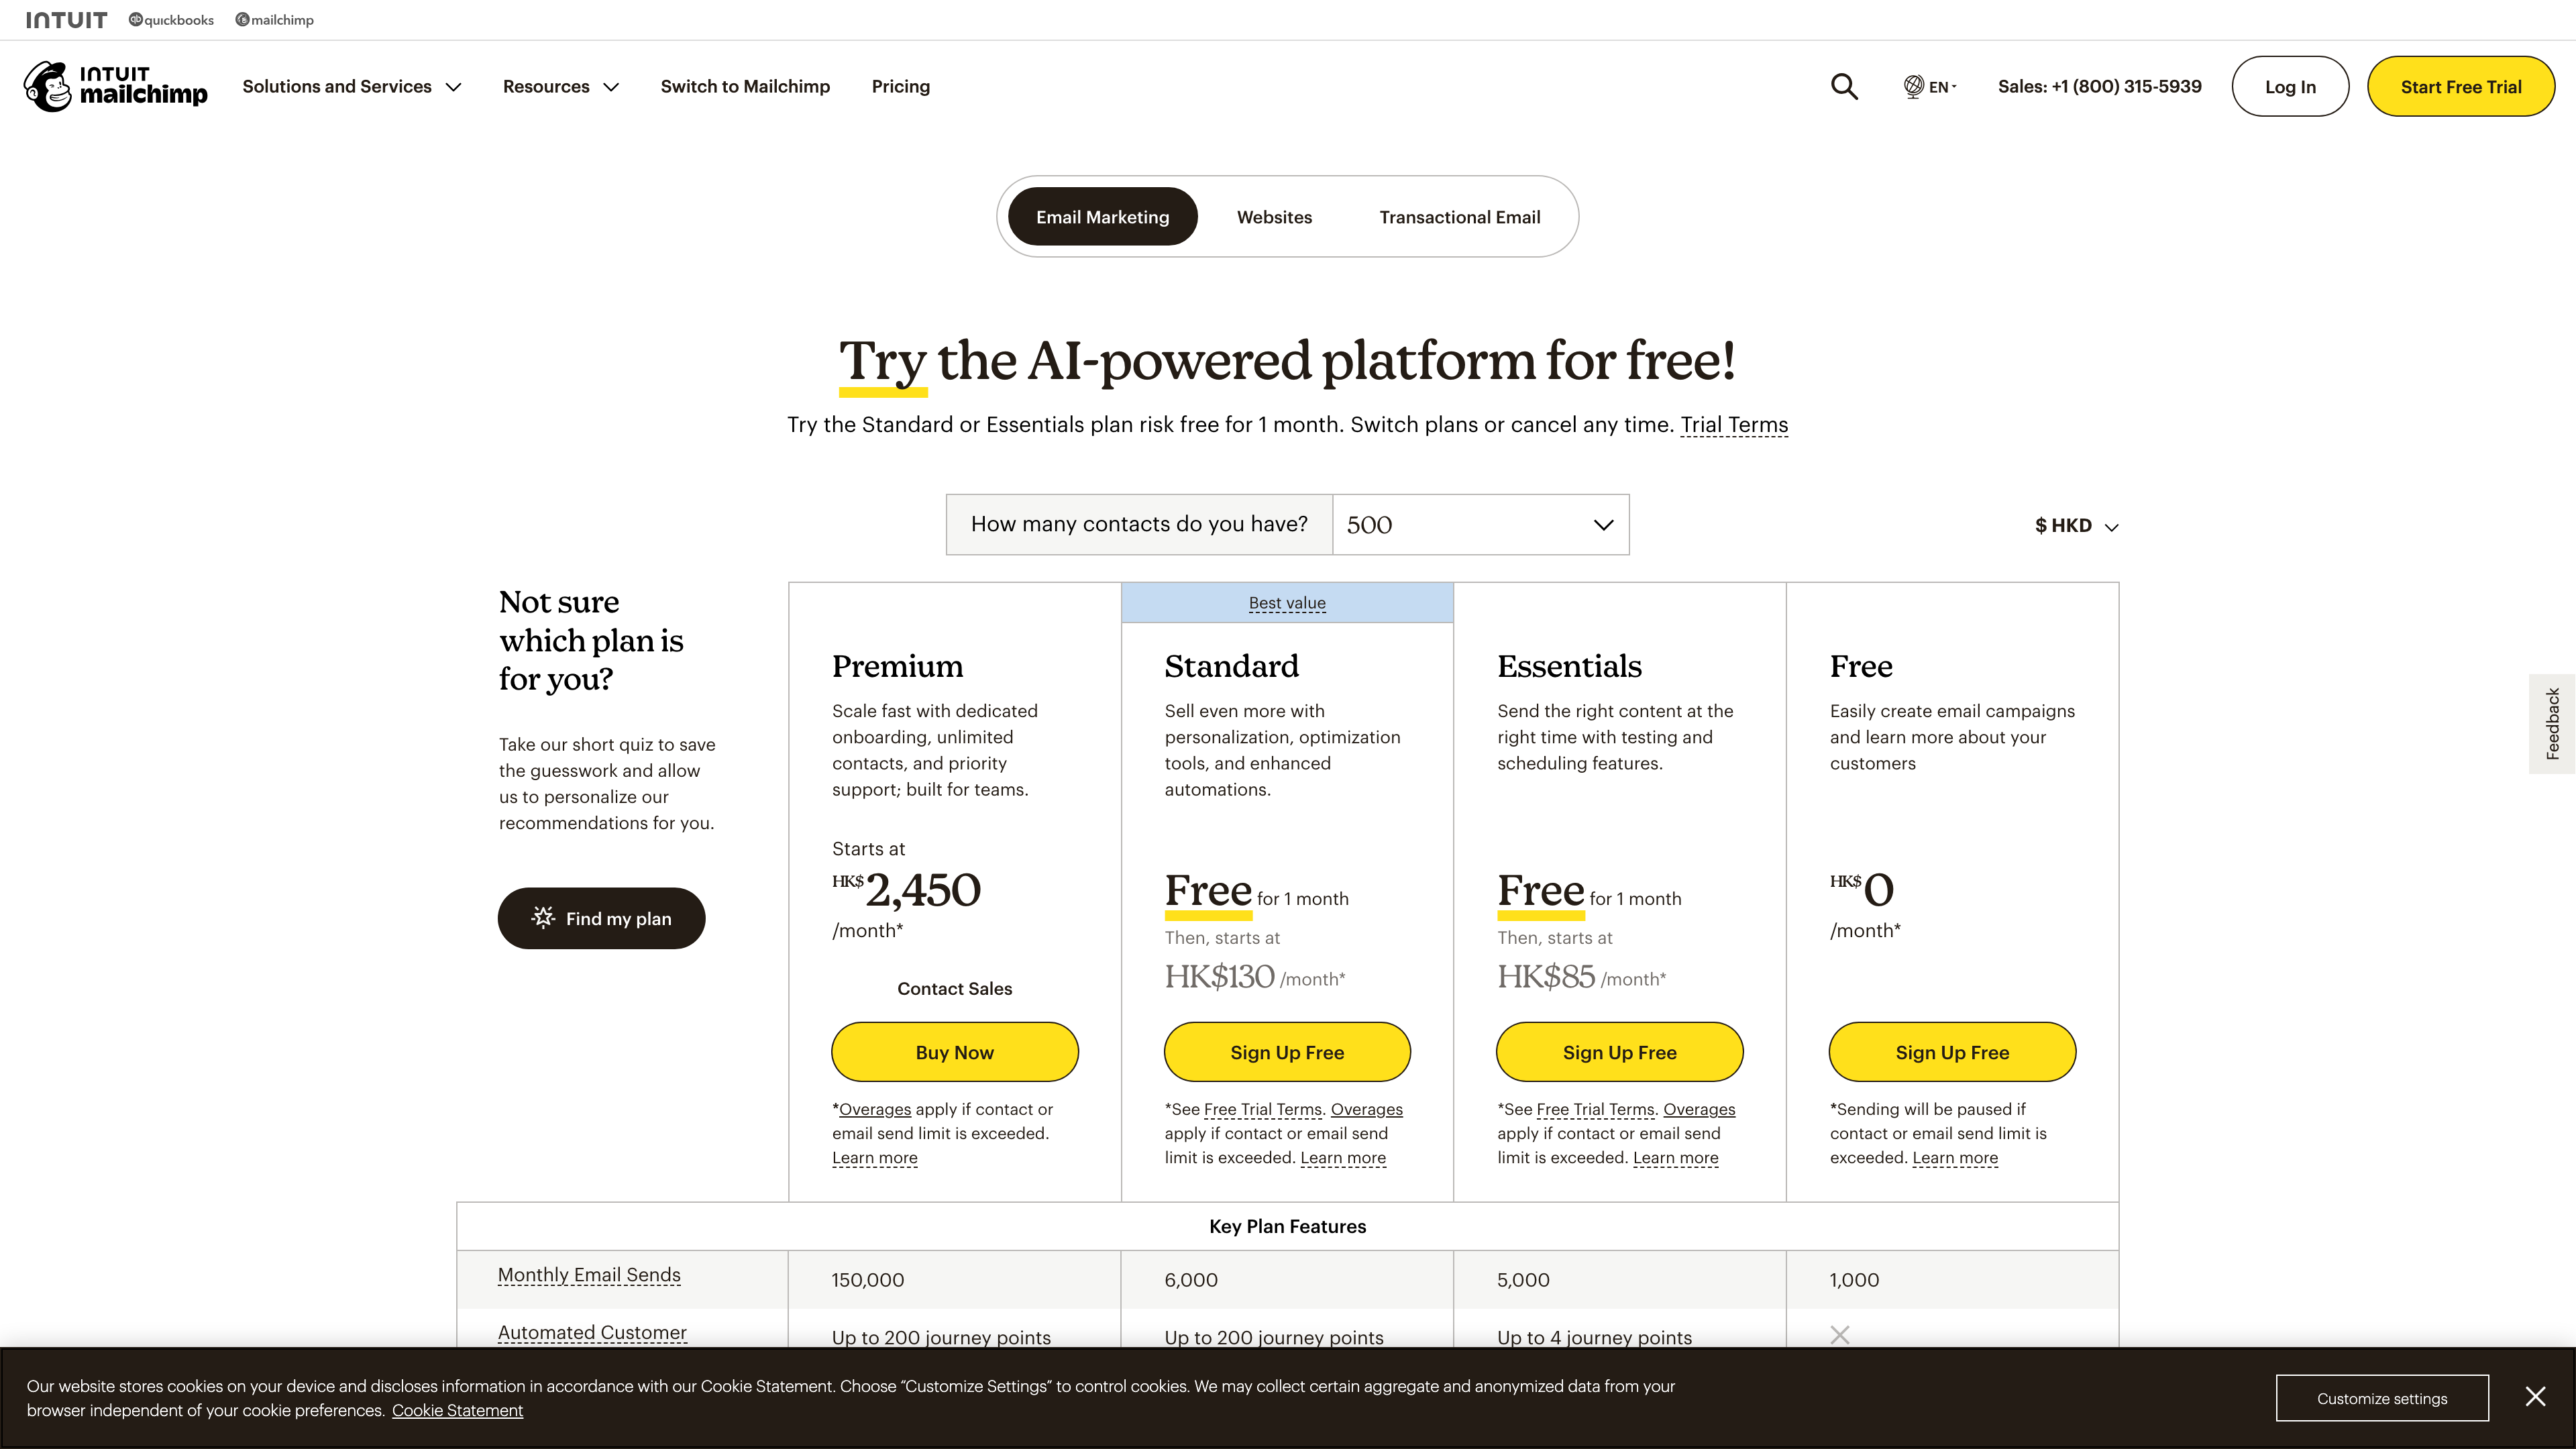 INTUIT quickbooks mailchimp
INTUIT
mailchimp
Solutions and Services
Resources
Switch to Mailchimp
Pricing
EN
Sales: +1 (800) 315-5939
Log In
Start Free Trial
Email Marketing
Websites
Transactional Email
Try the AI-powered platform for free!
Try the Standard or Essentials plan risk free for 1 month. Switch plans or cancel any time. Trial Terms
How many contacts do you have?
500
$ HKD
Not sure
which plan is
for you?
Take our short quiz to save
the guesswork and allow
us to personalize our
recommendations for you.
Find my plan
Premium
Scale fast with dedicated
onboarding, unlimited
contacts, and priority
support; built for teams.
Starts at
HK$2,450
/month*
Contact Sales
Buy Now
*Overages apply if contact or
email send limit is exceeded.
Learn more
Best value
Standard
Sell even more with
personalization, optimization
tools, and enhanced
automations.
Free for 1 month
Then, starts at
HK$130 /month*
Sign Up Free
*See Free Trial Terms. Overages
apply if contact or email send
limit is exceeded. Learn more
Essentials
Send the right content at the
right time with testing and
scheduling features.
Free for 1 month
Then, starts at
HK$85 /month*
Sign Up Free
*See Free Trial Terms. Overages
apply if contact or email send
limit is exceeded. Learn more
Free
Easily create email campaigns
and learn more about your
customers
HK$0
/month*
Sign Up Free
*Sending will be paused if
contact or email send limit is
exceeded. Learn more
Feedback
Key Plan Features
Monthly Email Sends
150,000
6,000
5,000
1,000
Automated Customer
Up to 200 journey points
Up to 200 journey points
Up to 4 journey points
Our website stores cookies on your device and discloses information in accordance with our Cookie Statement. Choose “Customize Settings” to control cookies. We may collect certain aggregate and anonymized data from your
browser independent of your cookie preferences. Cookie Statement
Customize settings